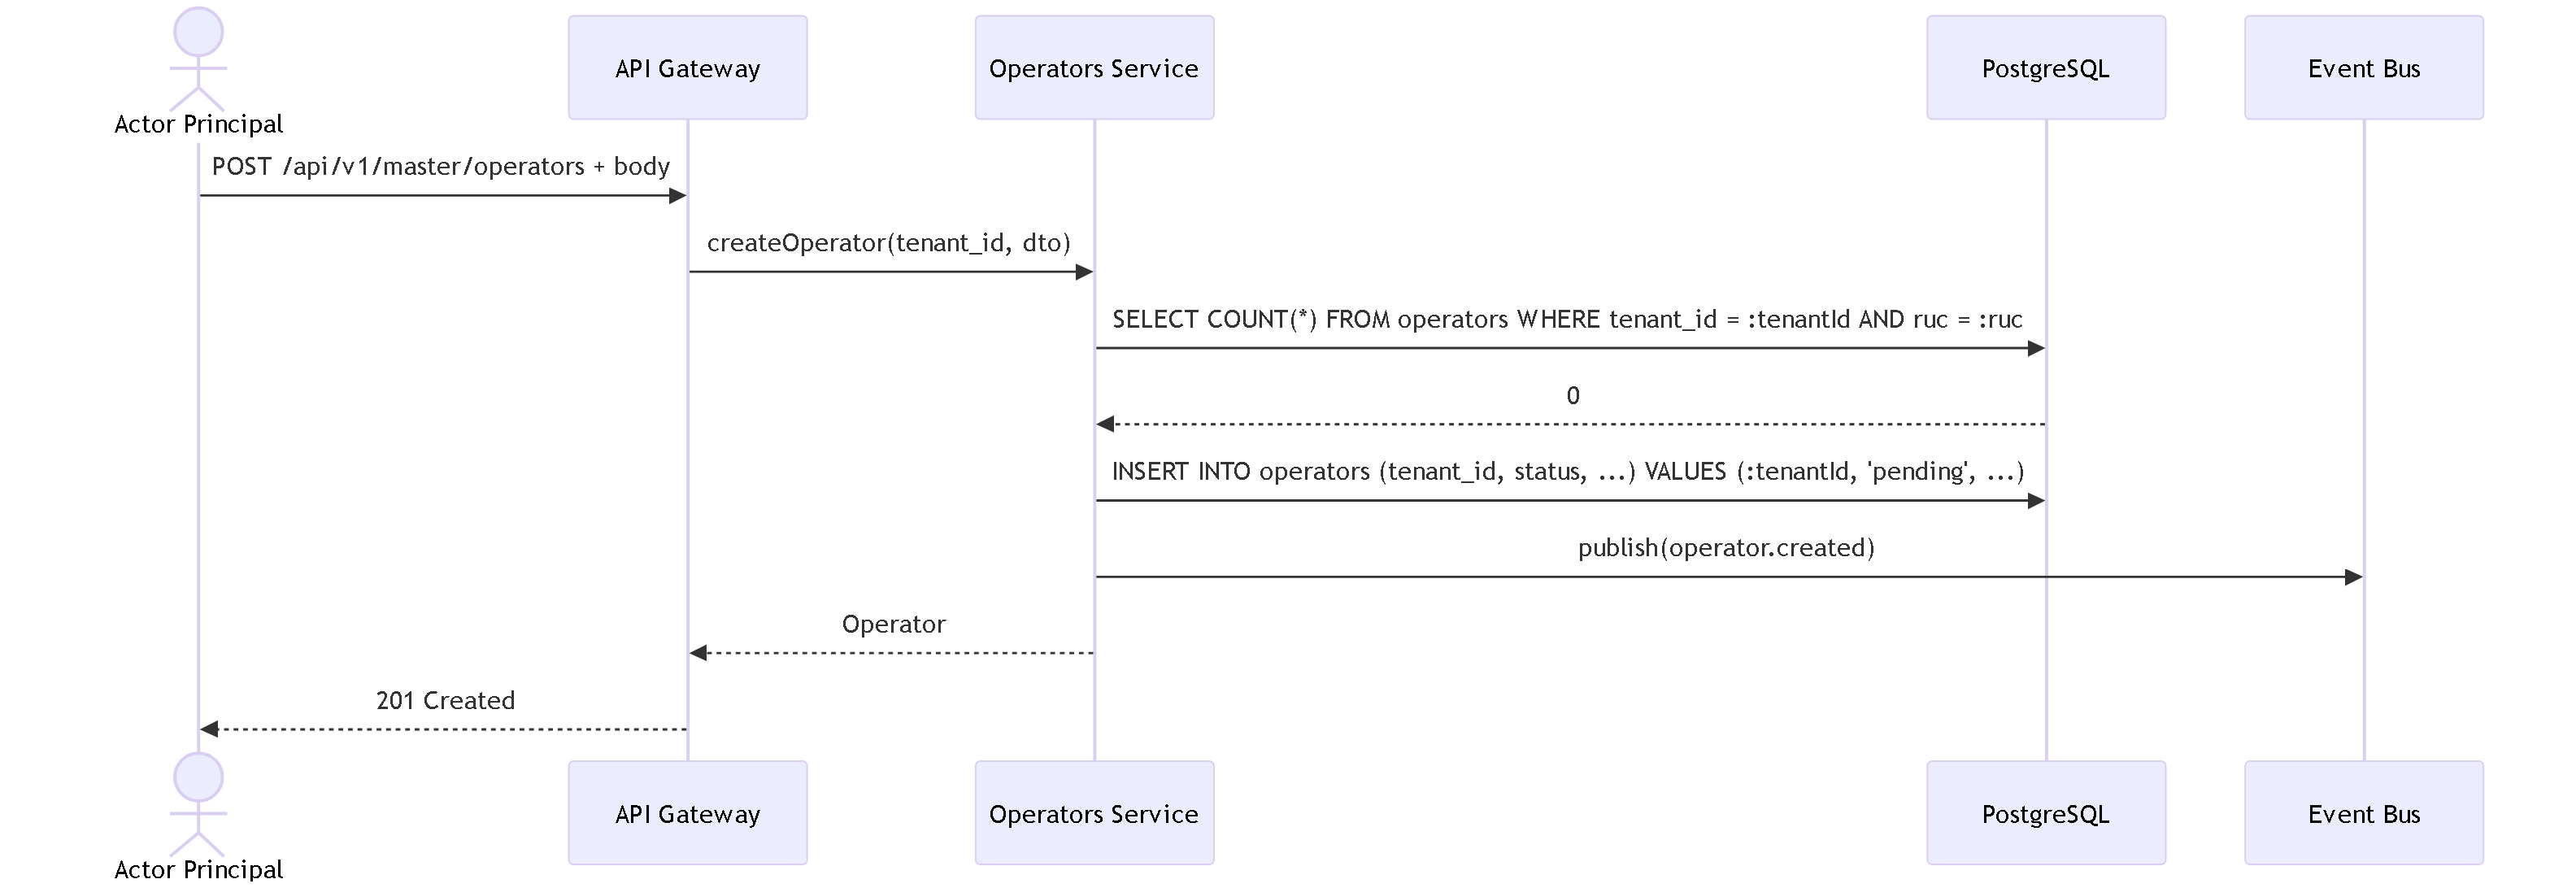 Actor Principal
API Gateway
Operators Service
PostgreSQL
Event Bus
POST /api/v1/master/operators + body
createOperator(tenant_id, dto)
SELECT COUNT(*) FROM operators WHERE tenant_id = :tenantId AND ruc = :ruc
0
INSERT INTO operators (tenant_id, status, ...) VALUES (:tenantId, 'pending', ...)
publish(operator.created)
Operator
201 Created
Actor Principal
API Gateway
Operators Service
PostgreSQL
Event Bus